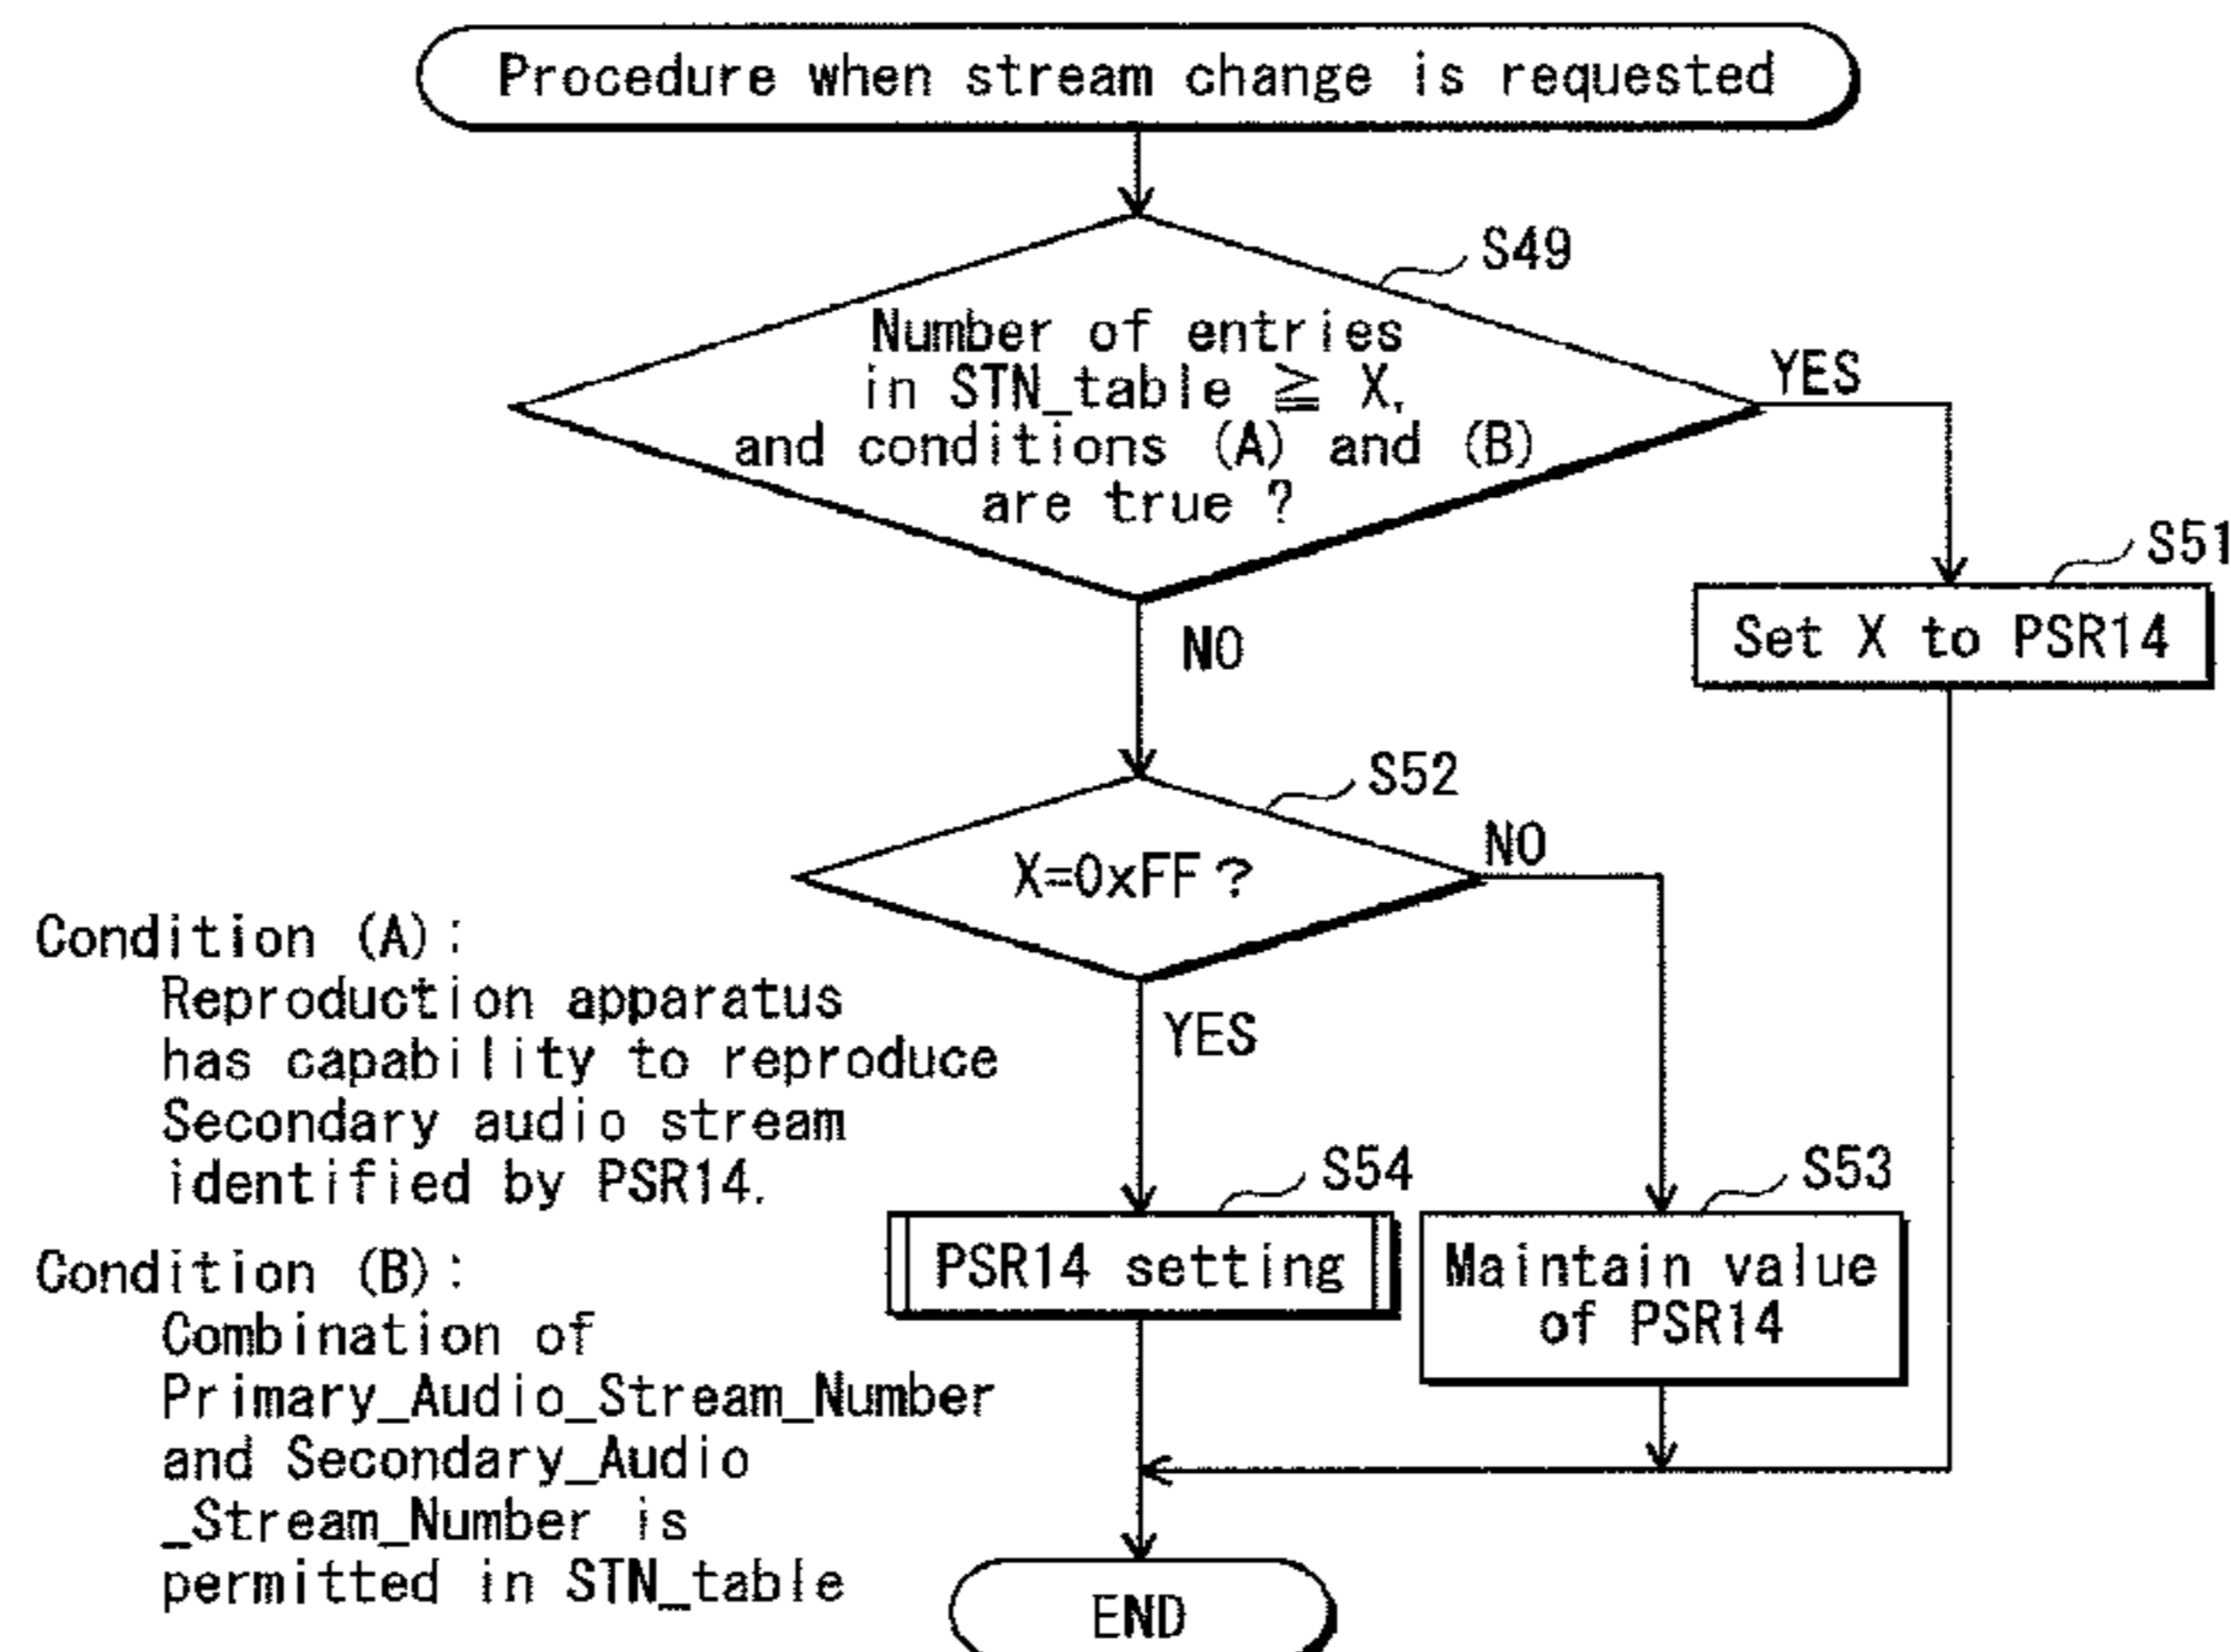 Procedure when stream change is requested
S49
Number of entries
in STN_table ≧ X,
and conditions (A) and (B)
are true ?
YES
S51
Set X to PSR14
NO
S52
X=0xFF ?
NO
YES
S54
PSR14 setting
S53
Maintain value
of PSR14
Condition (A):
Reproduction apparatus
has capability to reproduce
Secondary audio stream
identified by PSR14.
Condition (B):
Combination of
Primary_Audio_Stream_Number
and Secondary_Audio
_Stream_Number is
permitted in STN_table
END